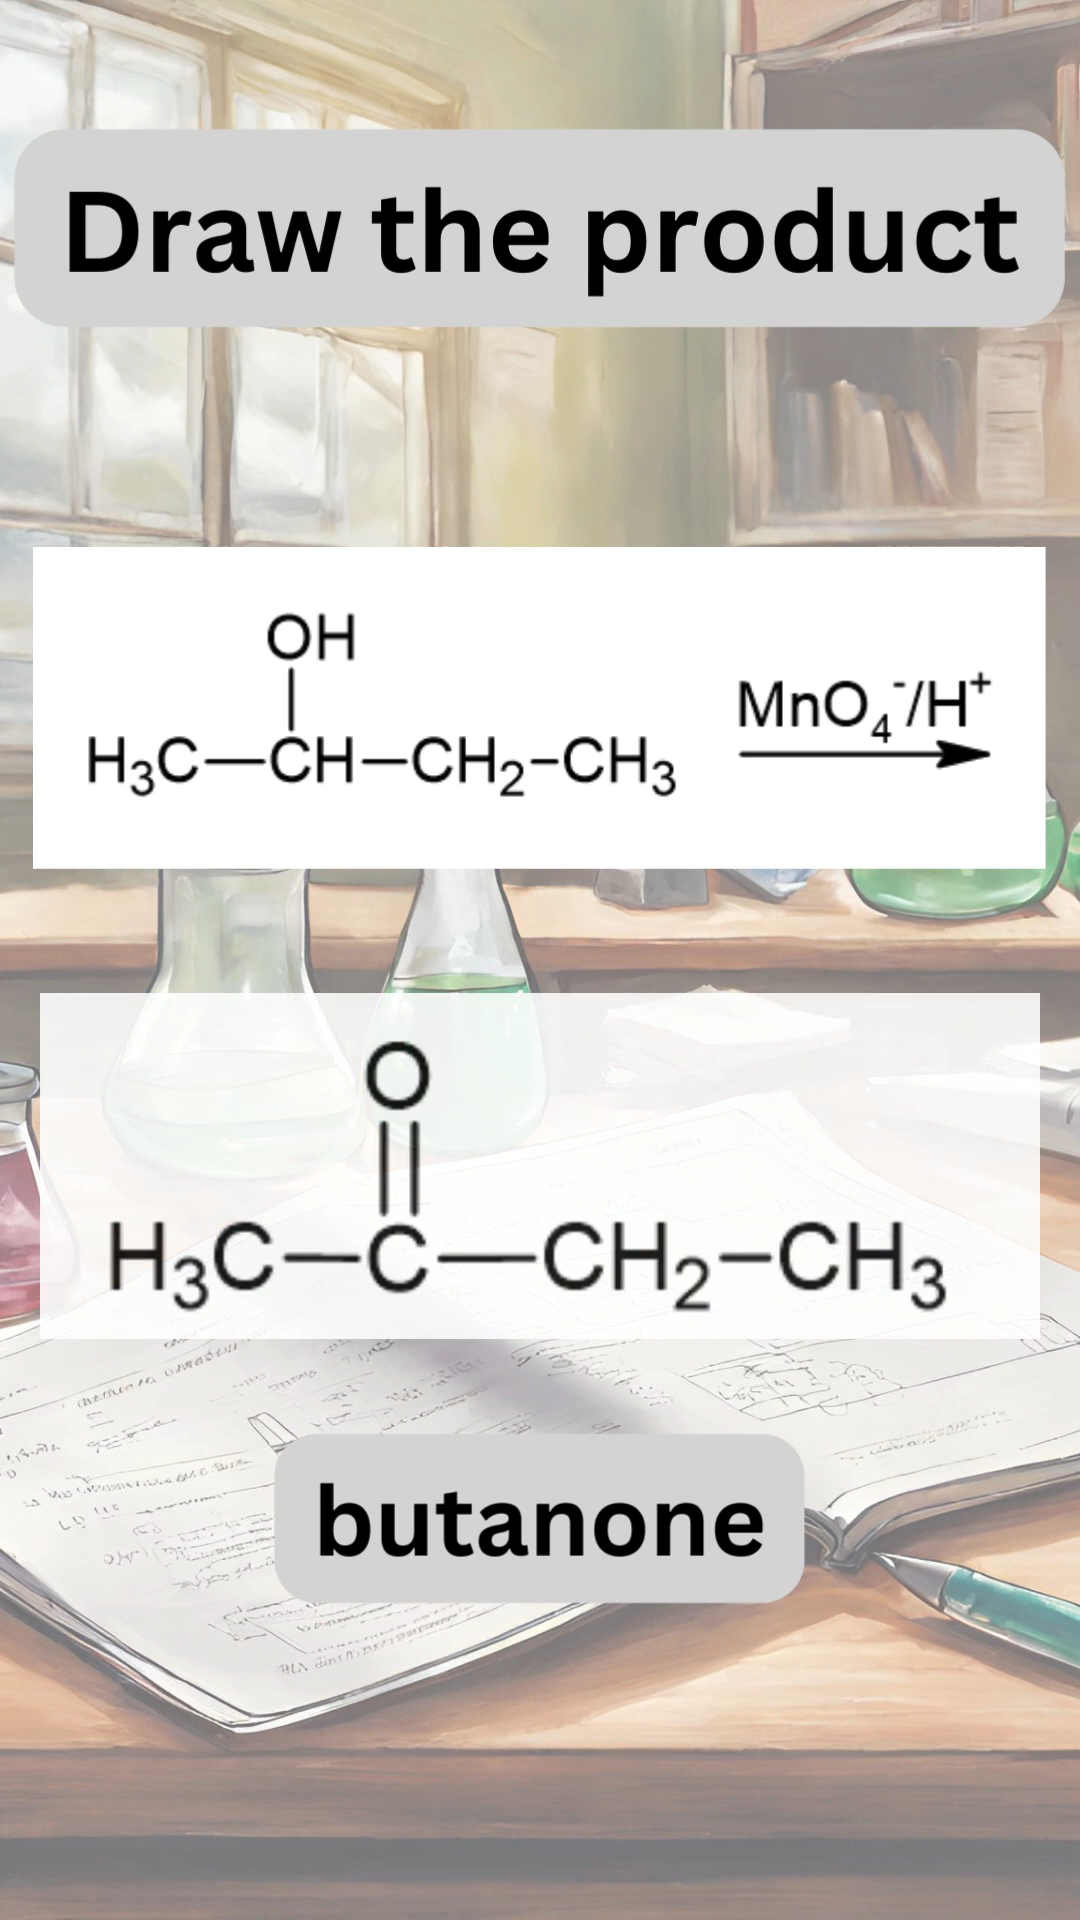 Draw the product
OH
H₃C—CH—CH₂–CH₃
MnO₄⁻/H⁺
O
H₃C—C—CH₂–CH₃
butanone